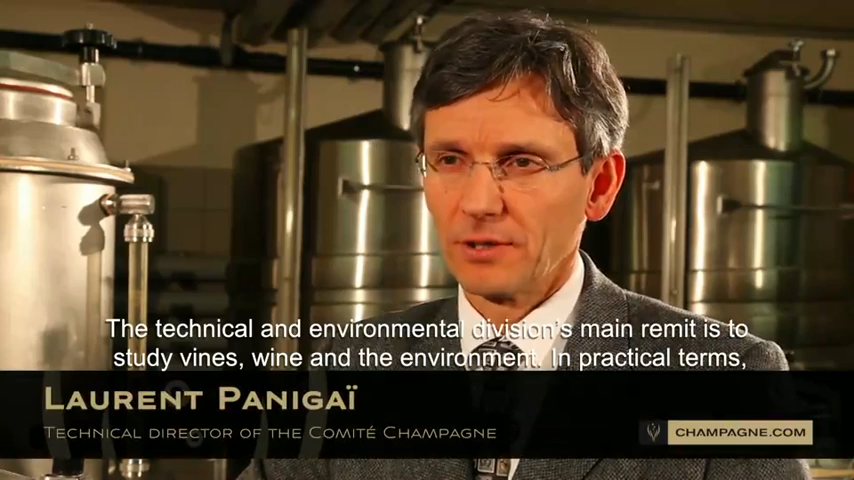 The technical and environmental division's main remit is to
study vines, wine and the environment. In practical terms,
LAURENT PANIGAÏ
TECHNICAL DIRECTOR OF THE COMITÉ CHAMPAGNE
CHAMPAGNE.COM